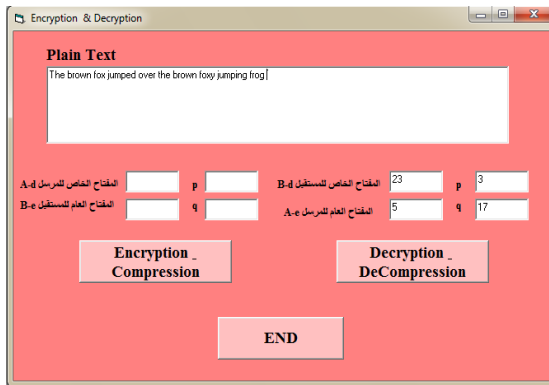 Encryption & Decryption
Plain Text
The brown fox jumped over the brown foxy jumping frog
A-d المفتاح الخاص للمرسل p
B-d المفتاح الخاص للمستقبل 23 p 3
B-e المفتاح العام للمستقبل q
A-e المفتاح العام للمرسل 5 q 17
Encryption _
Compression
Decryption _
DeCompression
END